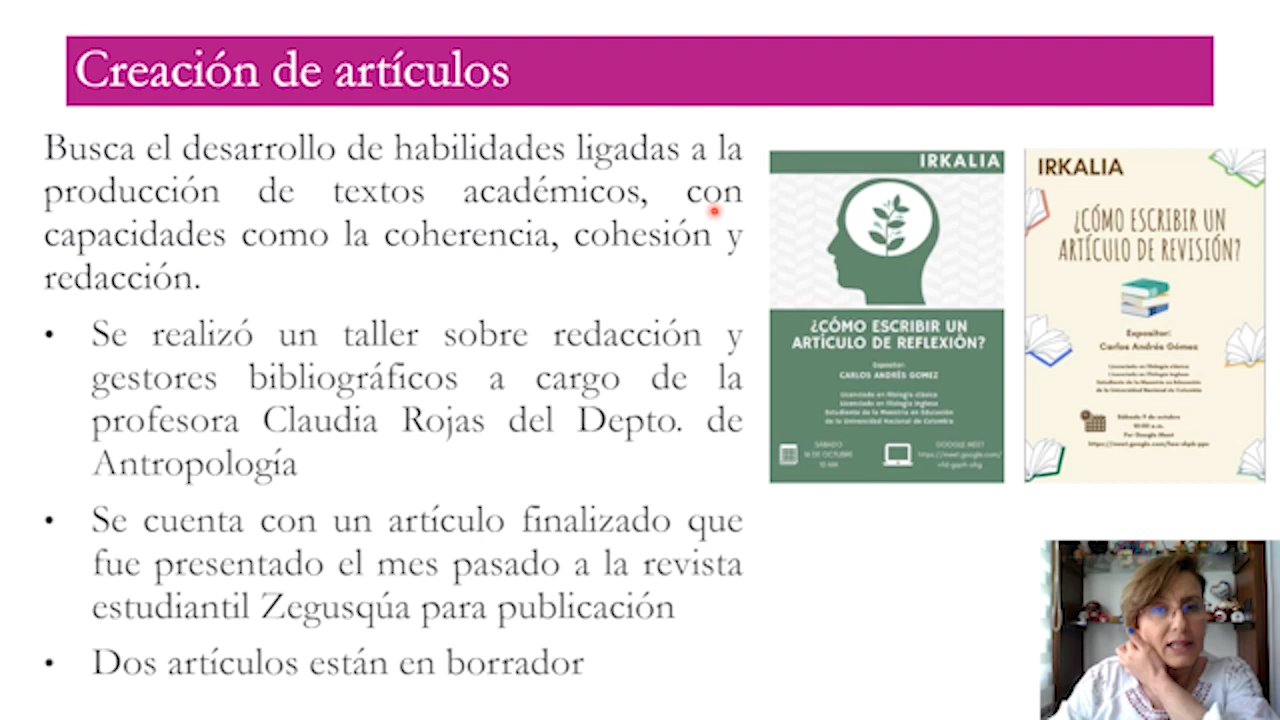 Creación de artículos
Busca el desarrollo de habilidades ligadas a la
producción de textos académicos, con
capacidades como la coherencia, cohesión y
redacción.
• Se realizó un taller sobre redacción y
gestores bibliográficos a cargo de la
profesora Claudia Rojas del Depto. de
Antropología
• Se cuenta con un artículo finalizado que
fue presentado el mes pasado a la revista
estudiantil Zegusqúa para publicación
• Dos artículos están en borrador
IRKALIA
¿CÓMO ESCRIBIR UN
ARTÍCULO DE REFLEXIÓN?
Expositor:
CARLOS ANDRÉS GOMEZ
Licenciado en filología clásica
Licenciado en filología inglesa
Estudiante de la Maestría en Educación
de la Universidad Nacional de Colombia
SÁBADO
16 DE OCTUBRE
10 AM
GOOGLE MEET
https://meet.google.com/
IRKALIA
¿CÓMO ESCRIBIR UN
ARTÍCULO DE REVISIÓN?
Expositor:
Carlos Andrés Gómez
Licenciado en filología clásica
Licenciado en filología inglesa
Estudiante de la Maestría en Educación
de la Universidad Nacional de Colombia
Sábado 9 de octubre
10:00 a.m.
Por Google Meet